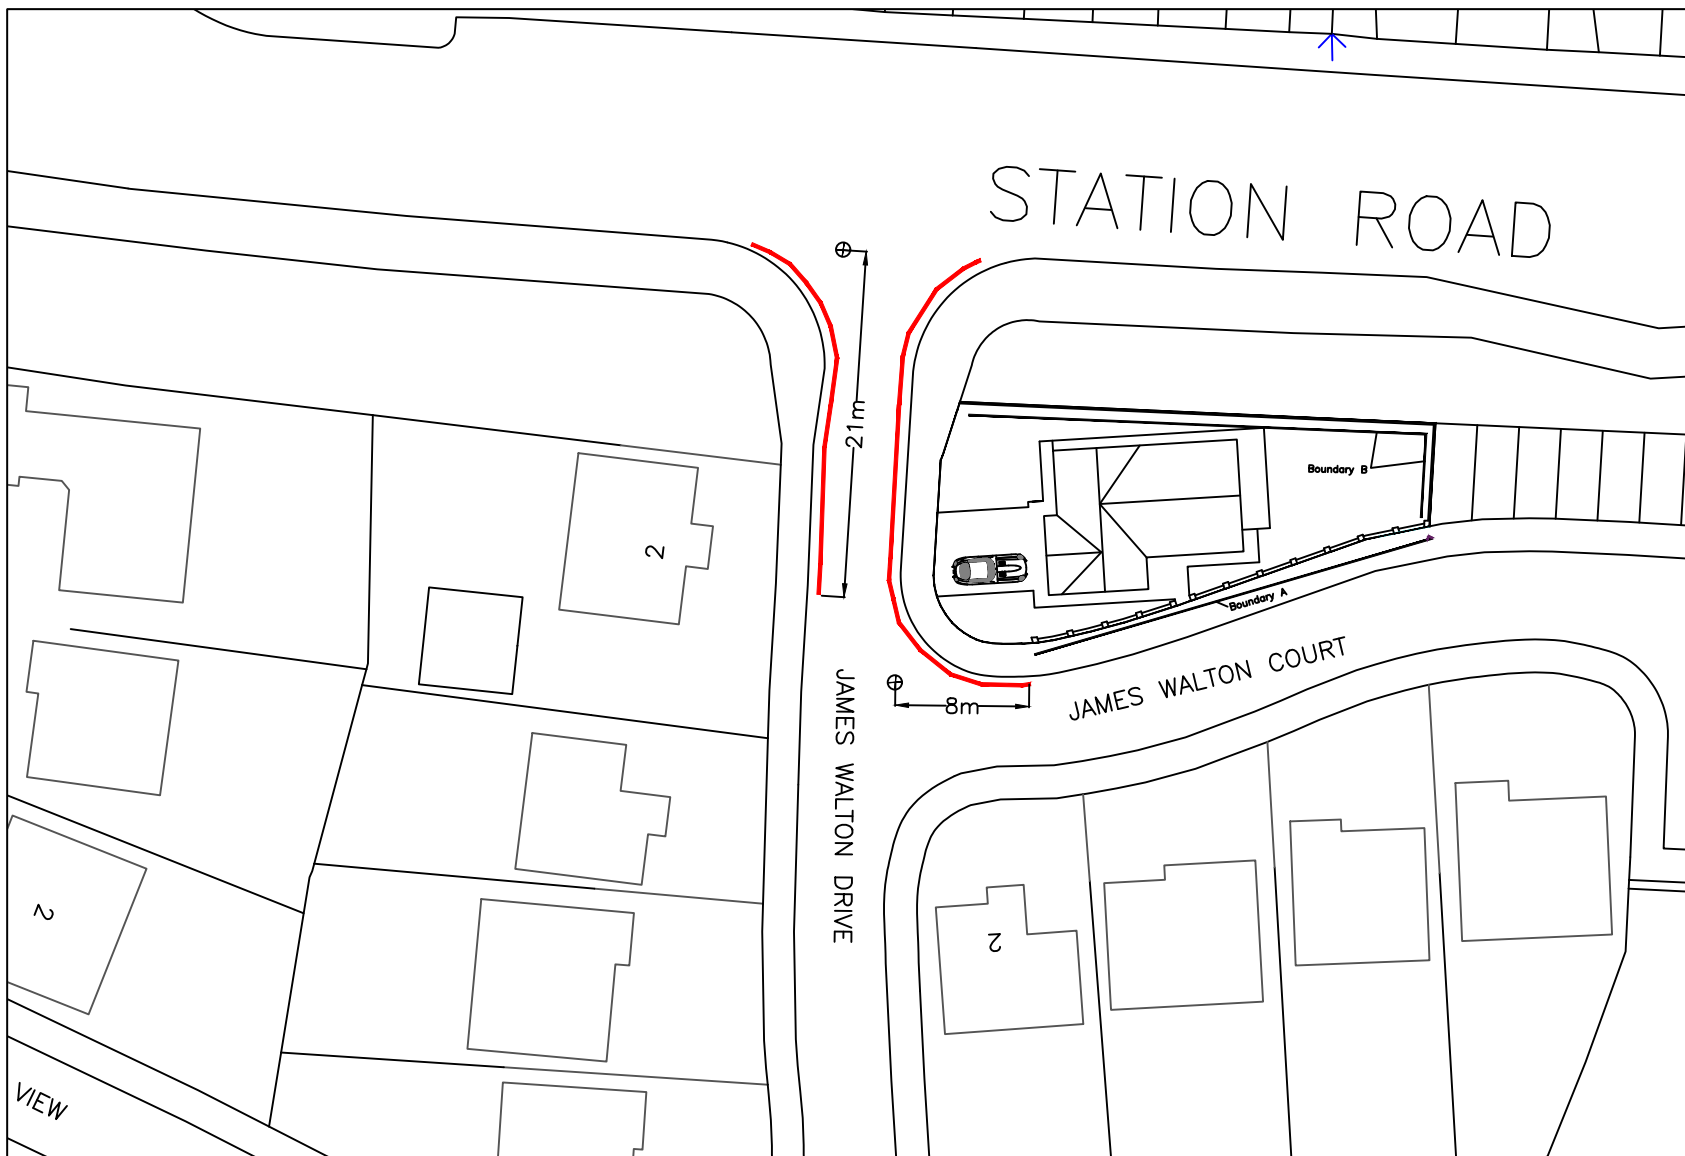 STATION ROAD
21m
Boundary B
2
Boundary A
JAMES WALTON COURT
8m
JAMES WALTON DRIVE
2
2
VIEW